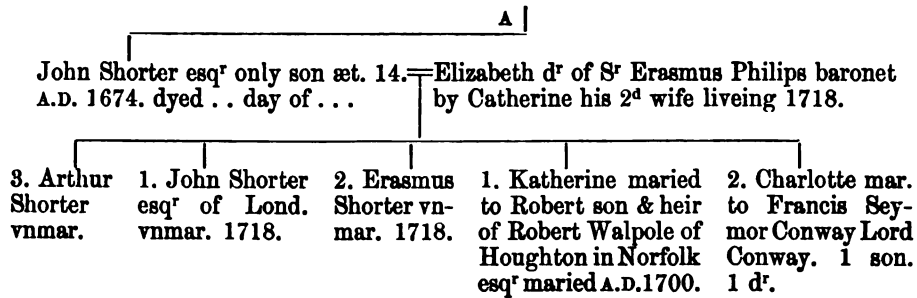 A
John Shorter esqʳ only son æt. 14.
A.D. 1674. dyed . . day of . . .
Elizabeth dʳ of Sʳ Erasmus Philips baronet
by Catherine his 2ᵈ wife liveing 1718.
3. Arthur
Shorter
vnmar.
1. John Shorter
esqʳ of Lond.
vnmar. 1718.
2. Erasmus
Shorter vn-
mar. 1718.
1. Katherine maried
to Robert son & heir
of Robert Walpole of
Houghton in Norfolk
esqʳ maried A.D. 1700.
2. Charlotte mar.
to Francis Sey-
mor Conway Lord
Conway. 1 son.
1 dʳ.